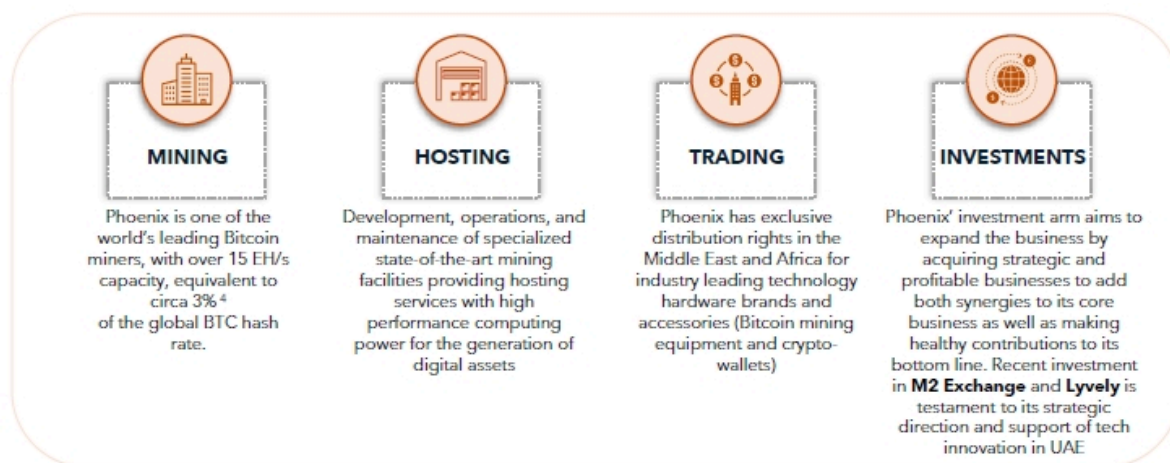 MINING
Phoenix is one of the
world's leading Bitcoin
miners, with over 15 EH/s
capacity, equivalent to
circa 3% 4
of the global BTC hash
rate.
HOSTING
Development, operations, and
maintenance of specialized
state-of-the-art mining
facilities providing hosting
services with high
performance computing
power for the generation of
digital assets
TRADING
Phoenix has exclusive
distribution rights in the
Middle East and Africa for
industry leading technology
hardware brands and
accessories (Bitcoin mining
equipment and crypto-
wallets)
INVESTMENTS
Phoenix' investment arm aims to
expand the business by
acquiring strategic and
profitable businesses to add
both synergies to its core
business as well as making
healthy contributions to its
bottom line. Recent investment
in M2 Exchange and Lyvely is
testament to its strategic
direction and support of tech
innovation in UAE